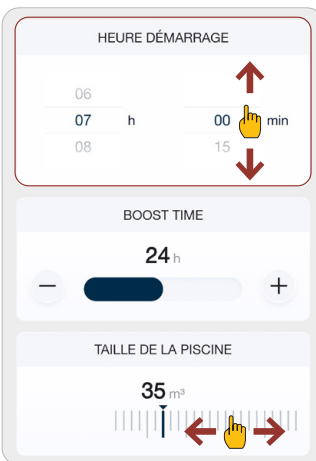 HEURE DÉMARRAGE
06
07 h 00 min
08 15
BOOST TIME
24 h
− +
TAILLE DE LA PISCINE
35 m³